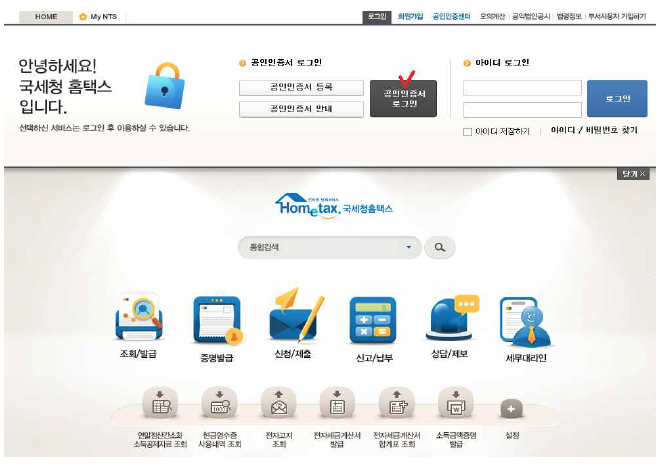 HOME My NTS 로그인 회원가입 공인인증센터 모의계산 공익법인공시 법령정보 부서사용자 가입하기
안녕하세요!
국세청 홈택스
입니다.
선택하신 서비스는 로그인 후 이용하실 수 있습니다.
공인인증서 로그인
공인인증서 등록
공인인증서 안내
공인인증서
로그인
아이디 로그인
로그인
아이디 저장하기 | 아이디 / 비밀번호 찾기
닫기 ×
Hometax. 국세청홈택스
통합검색
조회/발급 증명발급 신청/제출 신고/납부 상담/제보 세무대리인
연말정산간소화
소득공제자료 조회
현금영수증
사용내역 조회
전자고지
조회
전자세금계산서
발급
전자세금계산서
합계표 조회
소득금액증명
발급
설정